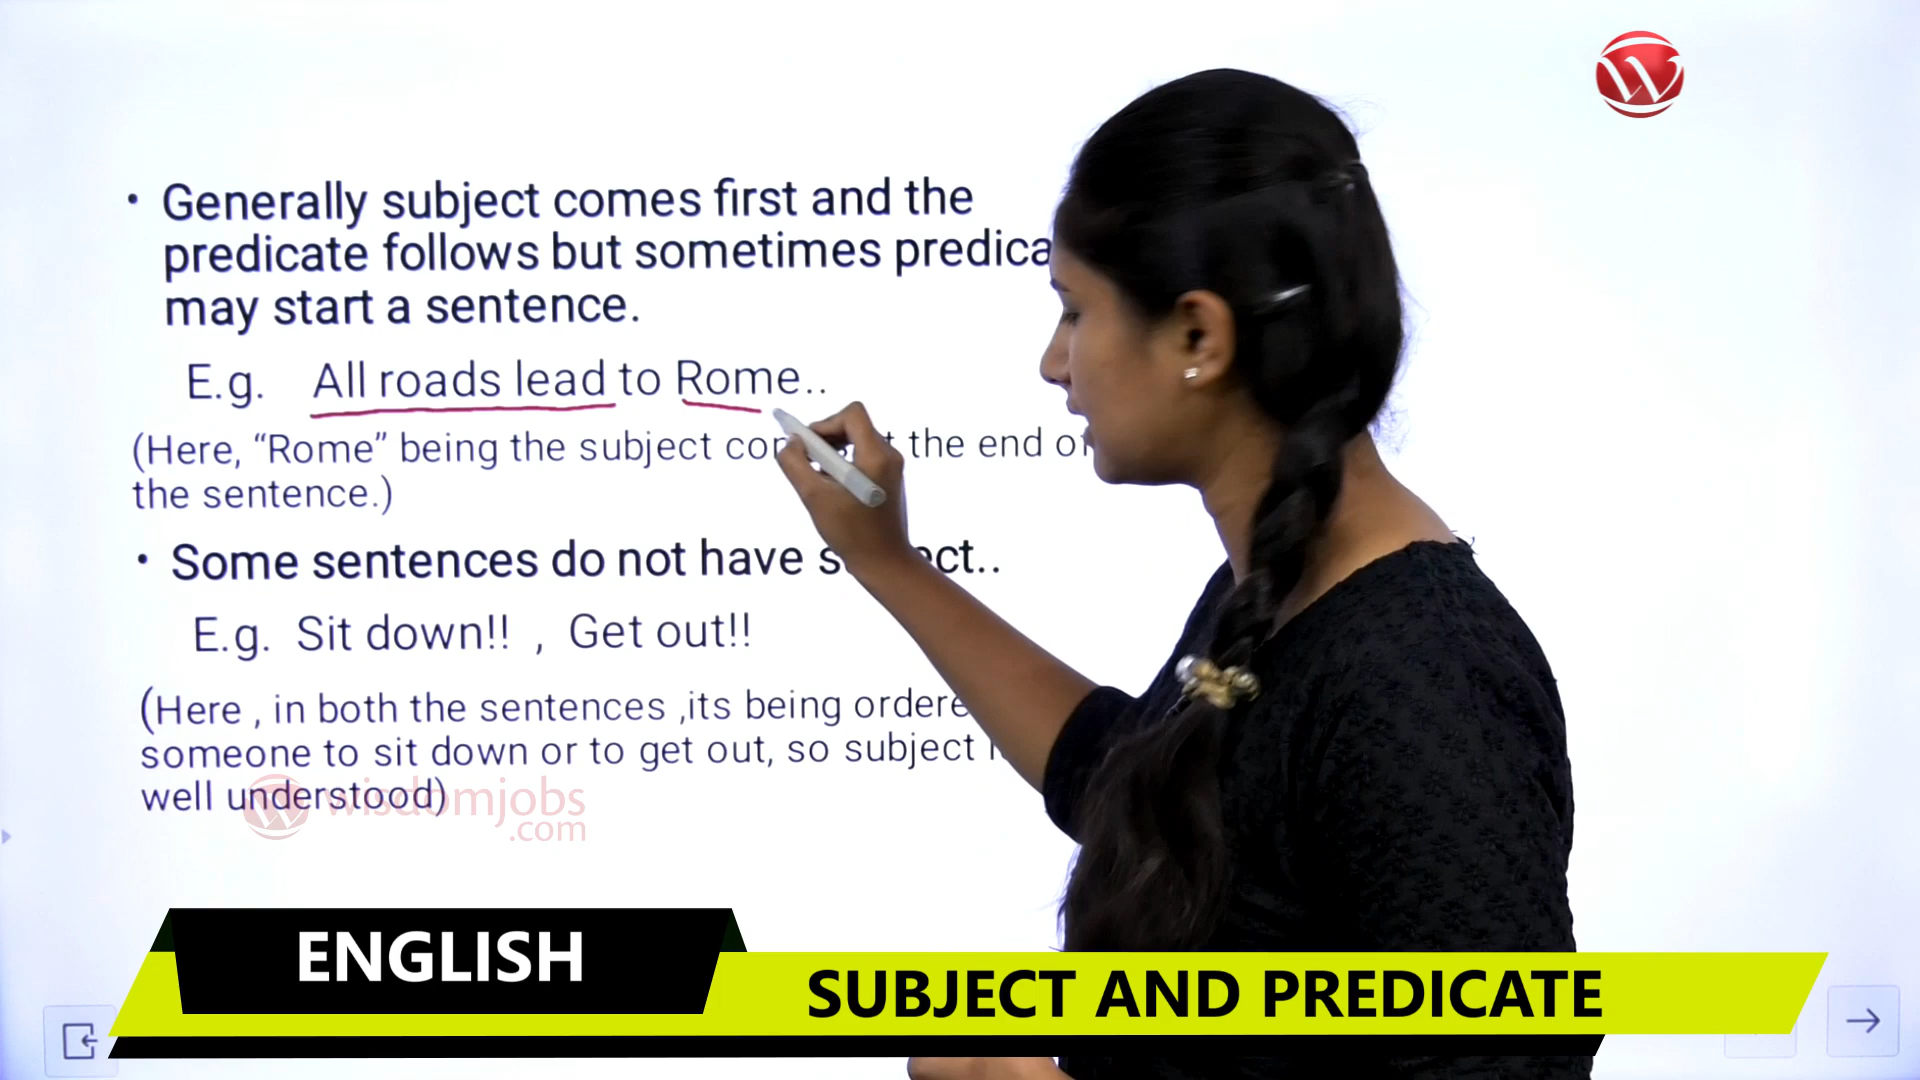 • Generally subject comes first and the
predicate follows but sometimes predica
may start a sentence.
E.g. All roads lead to Rome..
(Here, “Rome” being the subject co the end of
the sentence.)
• Some sentences do not have s ect..
E.g. Sit down!! , Get out!!
(Here , in both the sentences ,its being ordere
someone to sit down or to get out, so subject
well understood)
wisdomjobs
.com
ENGLISH
SUBJECT AND PREDICATE